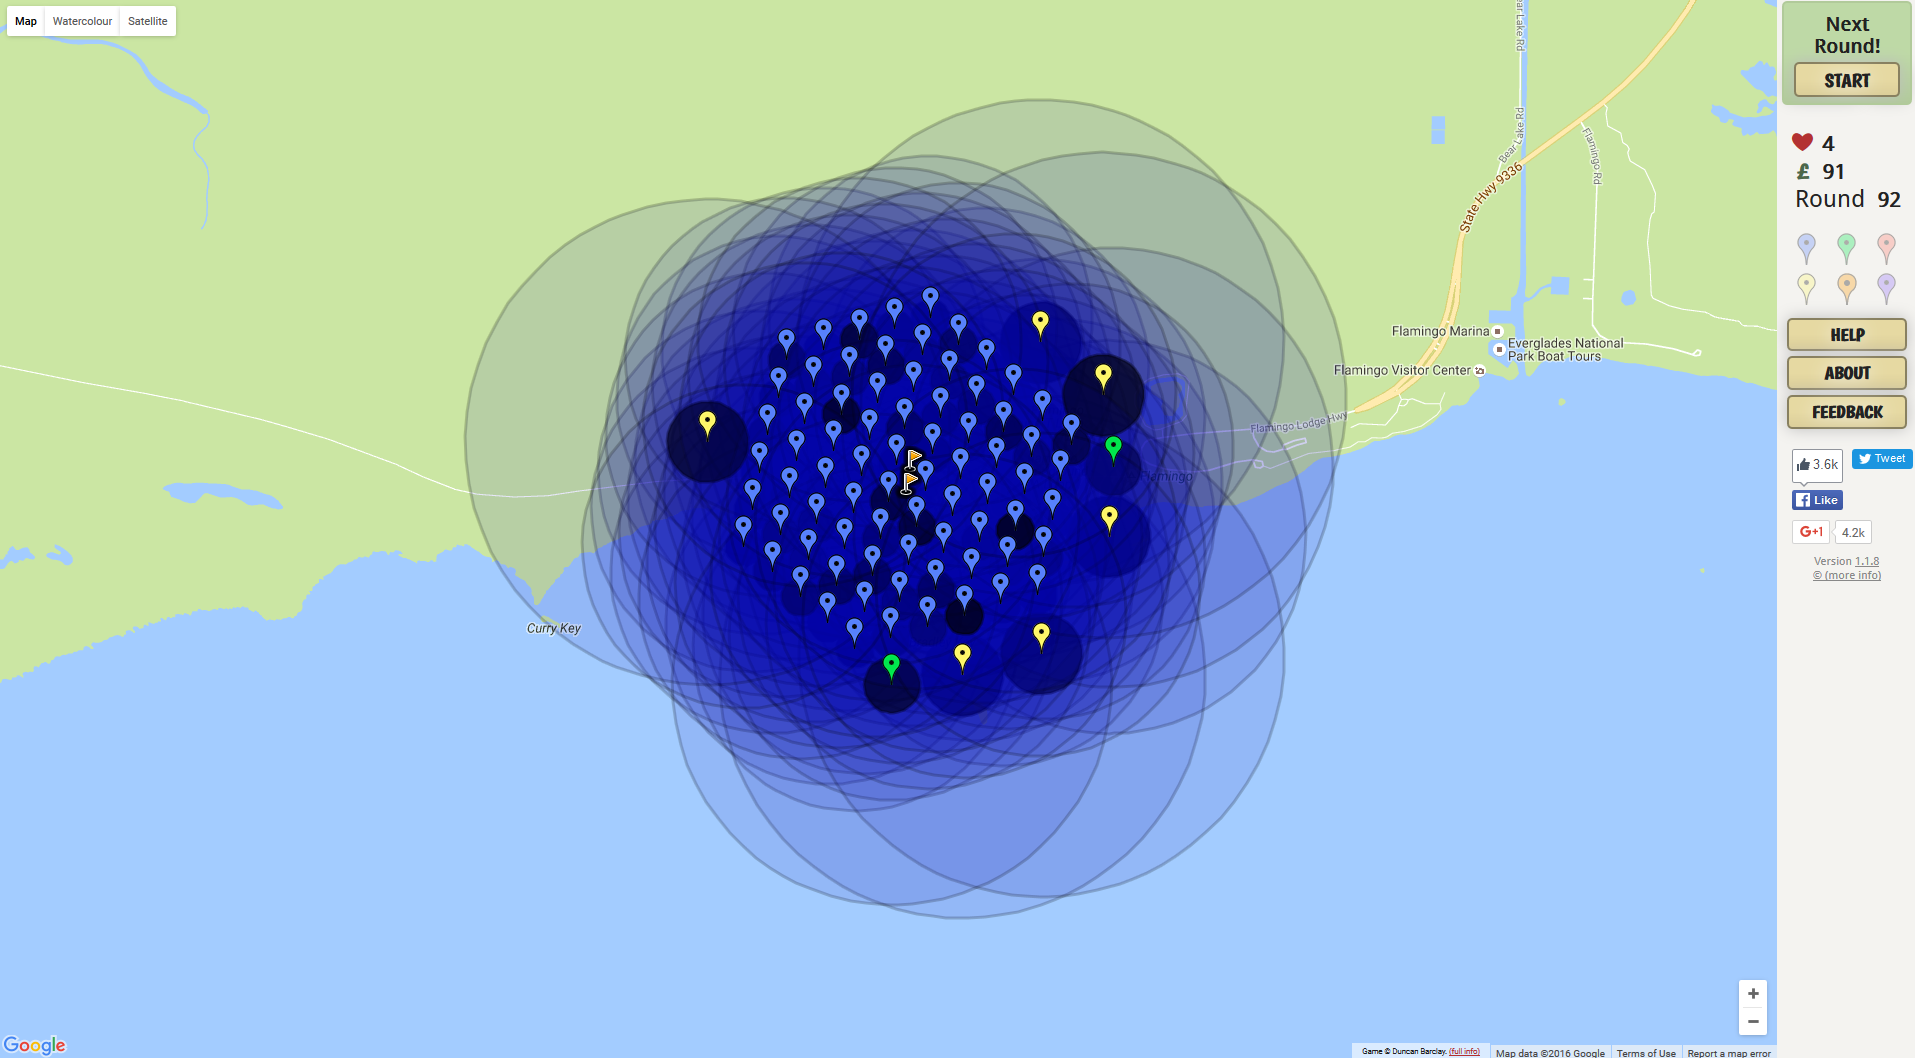 Map
Watercolour
Satellite
Bear Lake Rd
Bear Lake Rd
State Hwy 9336
Flamingo Rd
Flamingo Marina
Everglades National
Park Boat Tours
Flamingo Visitor Center
Flamingo Lodge Hwy
Flamingo
Curry Key
Next
Round!
START
4
£ 91
Round 92
HELP
ABOUT
FEEDBACK
3.6k
Tweet
Like
G+1
4.2k
Version 1.1.8
© (more info)
+
−
Google
Game © Duncan Barclay. (full info)
Map data ©2016 Google
Terms of Use
Report a map error